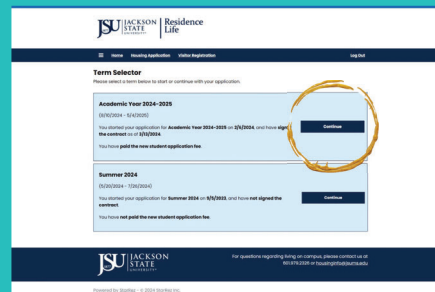 JSU JACKSON STATE UNIVERSITY Residence Life
Home Housing Application Visitor Registration Log Out
Term Selector
Please select a term below to start or continue with your application.
Academic Year 2024-2025
(8/10/2024 - 5/4/2025)
You started your application for Academic Year 2024-2025 on 2/5/2024, and have sign
the contract as of 2/12/2024.
You have paid the new student application fee.
Continue
Summer 2024
(5/30/2024 - 7/26/2024)
You started your application for Summer 2024 on 9/5/2023, and have not signed the
contract.
You have not paid the new student application fee.
Continue
JSU JACKSON STATE UNIVERSITY
For questions regarding living on campus, please contact us at
601.979.2326 or housinginfo@jsums.edu
Powered by StarRez - © 2024 StarRez Inc.